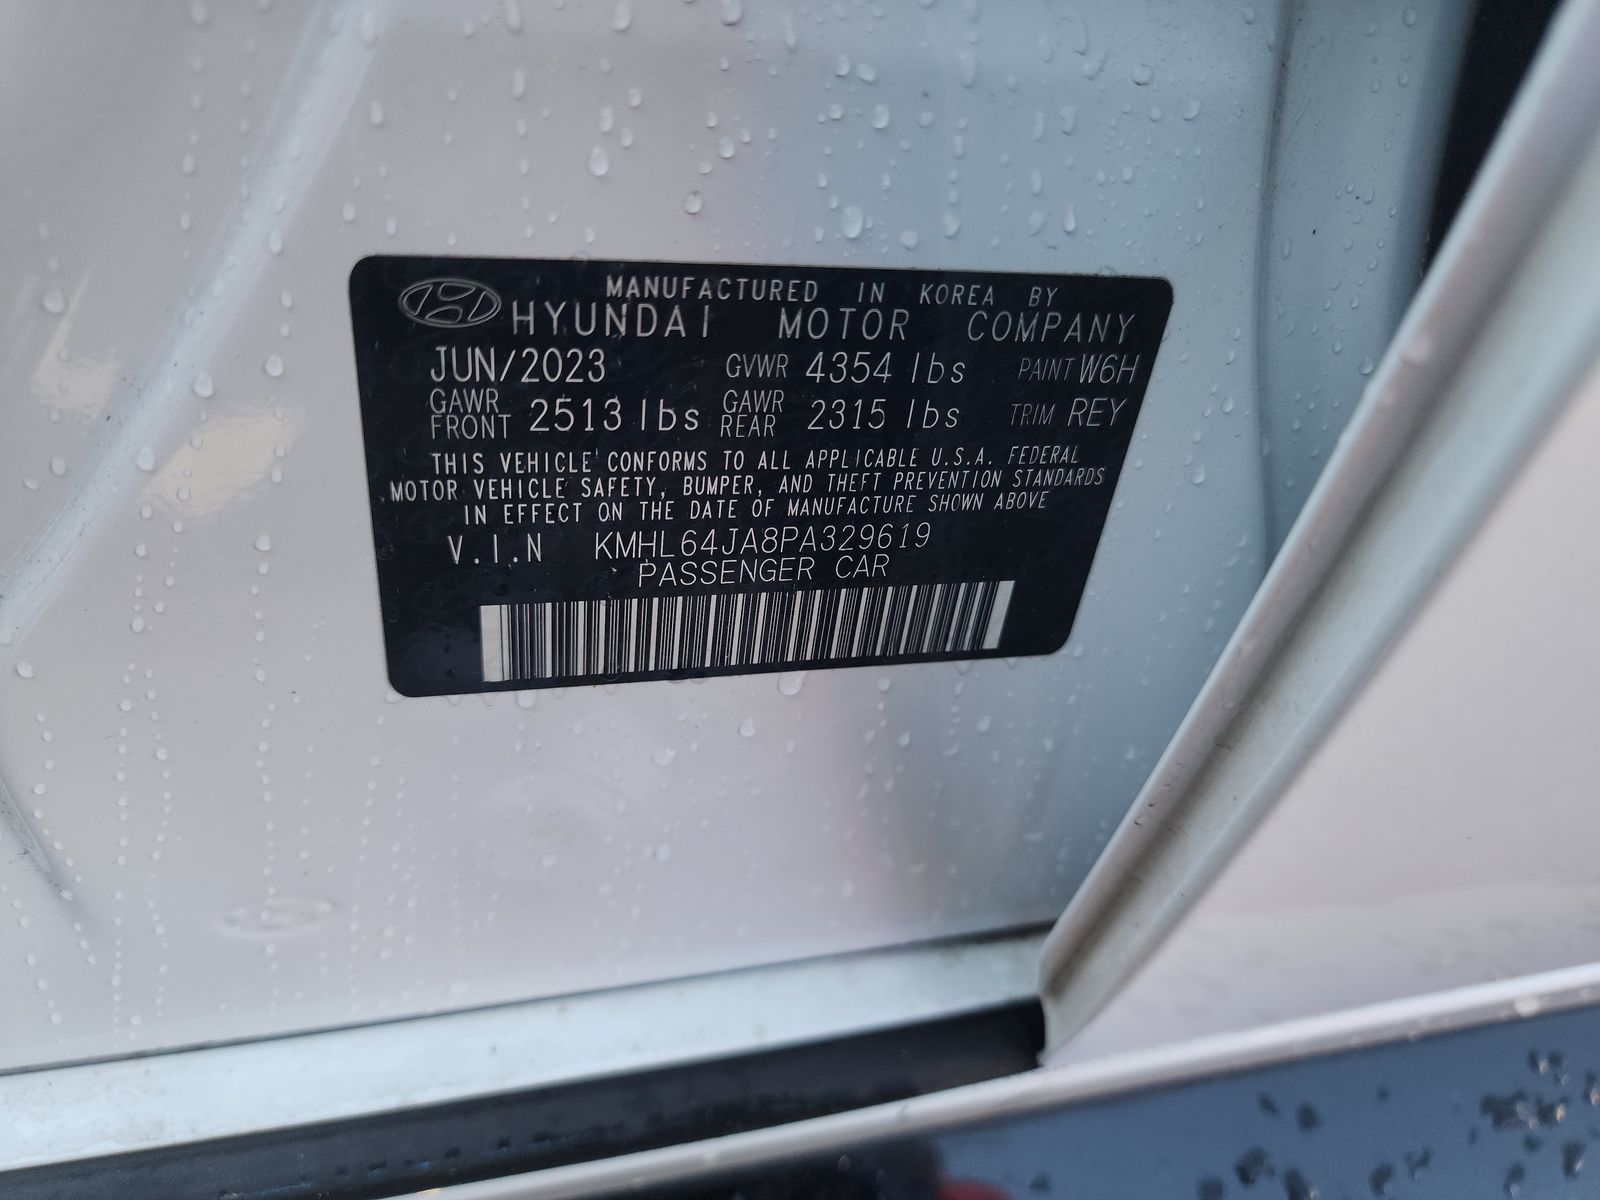 MANUFACTURED IN KOREA BY
HYUNDAI MOTOR COMPANY
JUN/2023 GVWR 4354 lbs PAINT W6H
GAWR FRONT 2513 lbs GAWR REAR 2315 lbs TRIM REY
THIS VEHICLE CONFORMS TO ALL APPLICABLE U.S.A. FEDERAL
MOTOR VEHICLE SAFETY, BUMPER, AND THEFT PREVENTION STANDARDS
IN EFFECT ON THE DATE OF MANUFACTURE SHOWN ABOVE
V.I.N KMHL64JA8PA329619
PASSENGER CAR